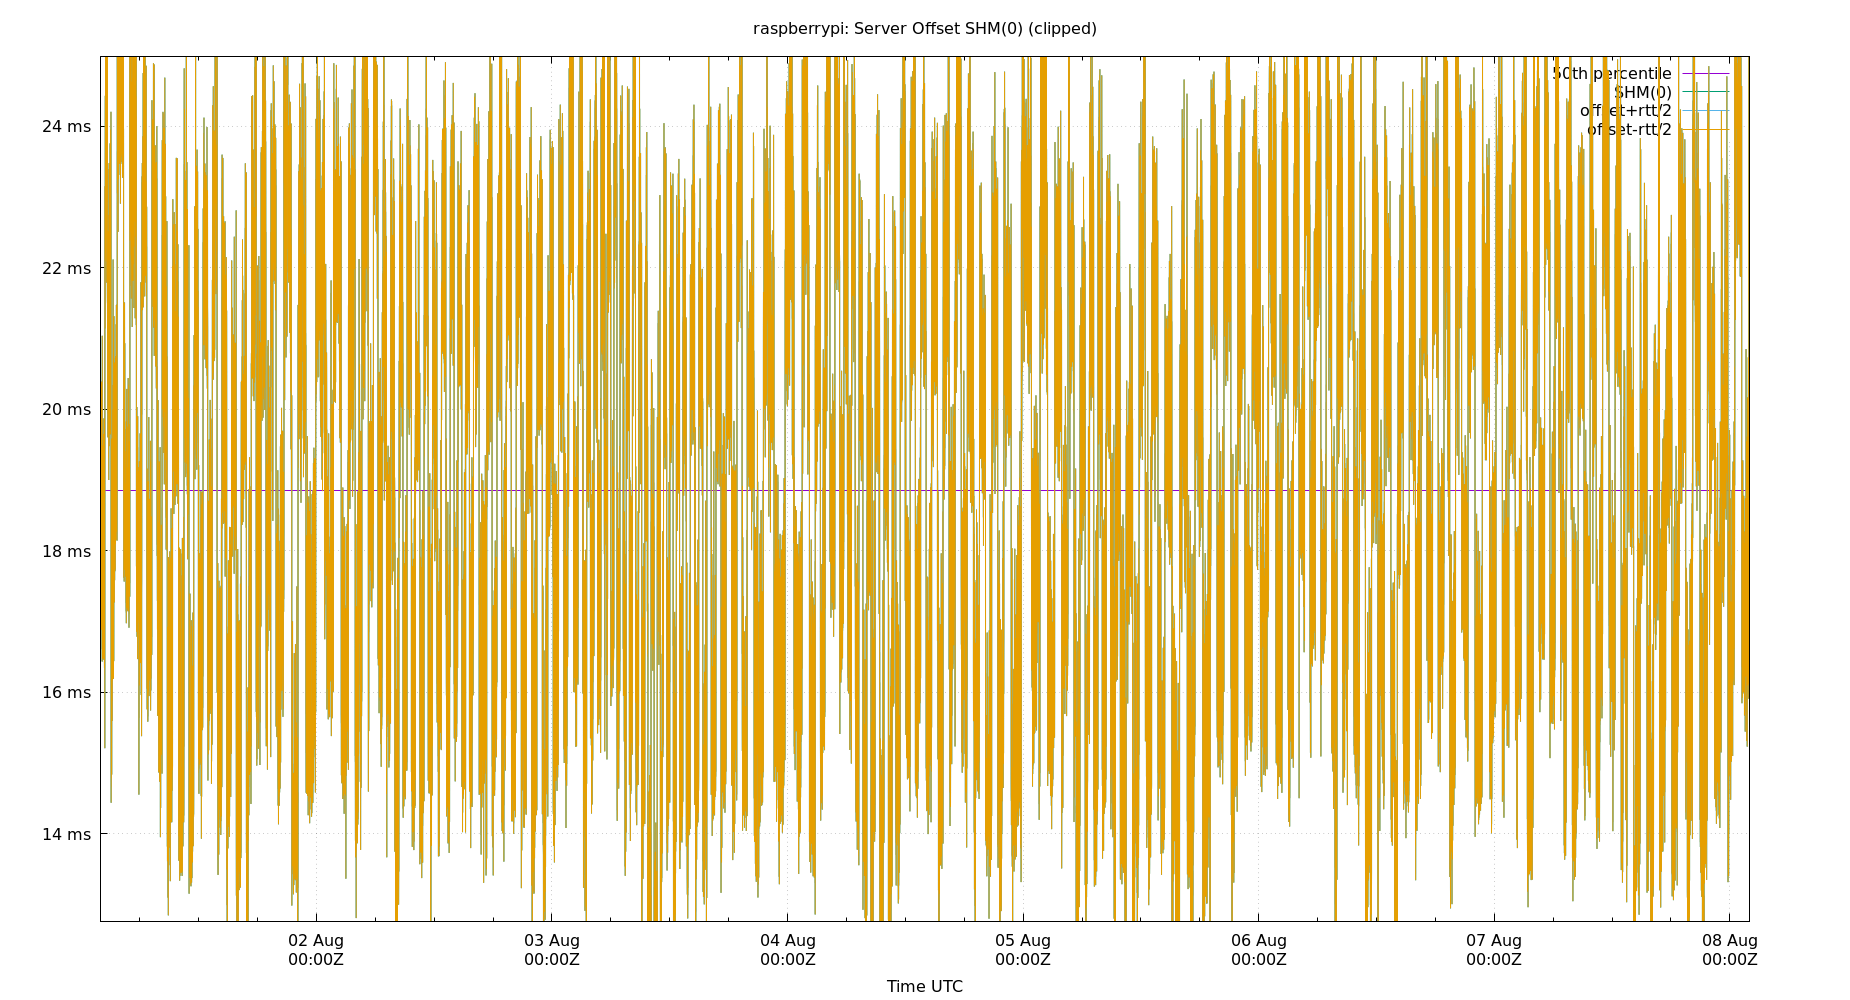 raspberrypi: Server Offset SHM(0) (clipped)
50th percentile
SHM(0)
offset+rtt/2
offset-rtt/2
24 ms
22 ms
20 ms
18 ms
16 ms
14 ms
02 Aug
00:00Z
03 Aug
00:00Z
04 Aug
00:00Z
05 Aug
00:00Z
06 Aug
00:00Z
07 Aug
00:00Z
08 Aug
00:00Z
Time UTC